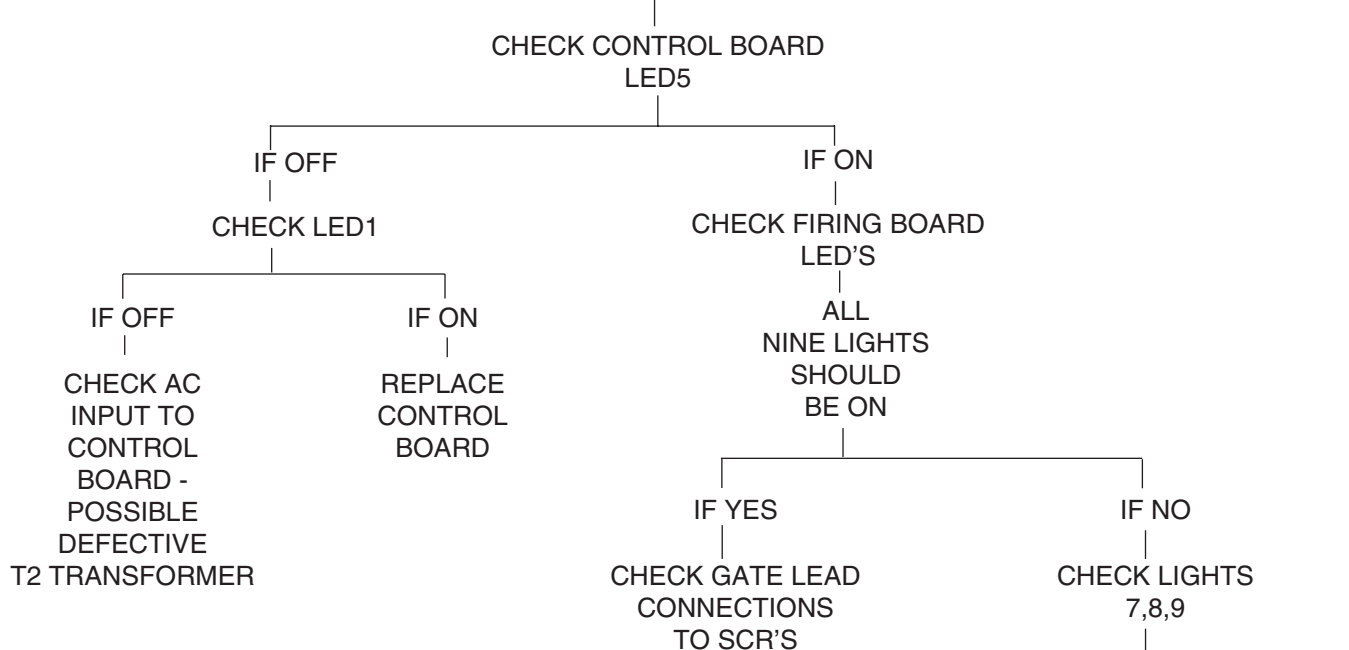 CHECK CONTROL BOARD
LED5
IF OFF
IF ON
CHECK LED1
CHECK FIRING BOARD
LED'S
IF OFF
IF ON
ALL
NINE LIGHTS
SHOULD
BE ON
CHECK AC
INPUT TO
CONTROL
BOARD -
POSSIBLE
DEFECTIVE
T2 TRANSFORMER
REPLACE
CONTROL
BOARD
IF YES
IF NO
CHECK GATE LEAD
CONNECTIONS
TO SCR'S
CHECK LIGHTS
7,8,9